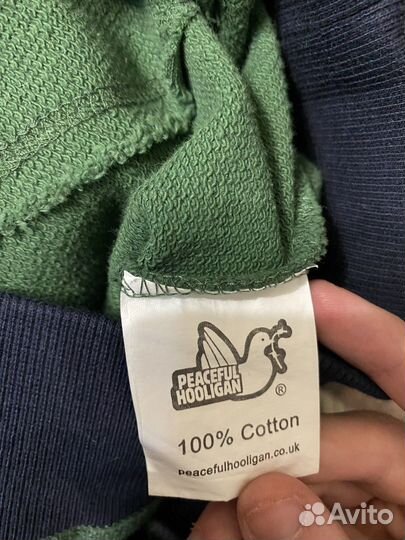 PEACEFUL
HOOLIGAN
®
100% Cotton
peacefulhooligan.co.uk
Avito